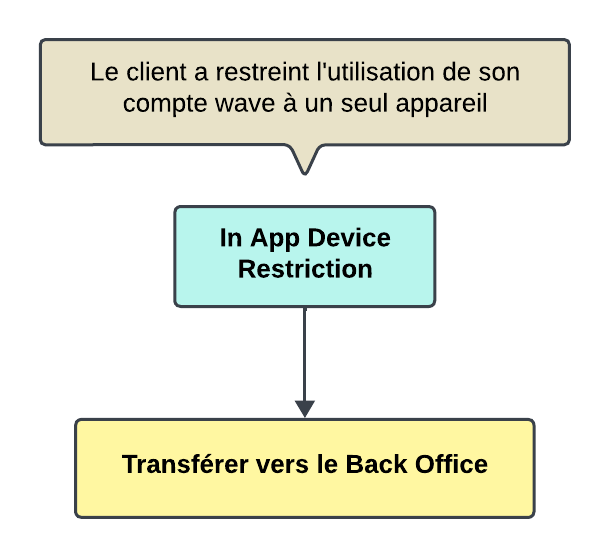 Le client a restreint l'utilisation de son
compte wave à un seul appareil
In App Device
Restriction
Transférer vers le Back Office